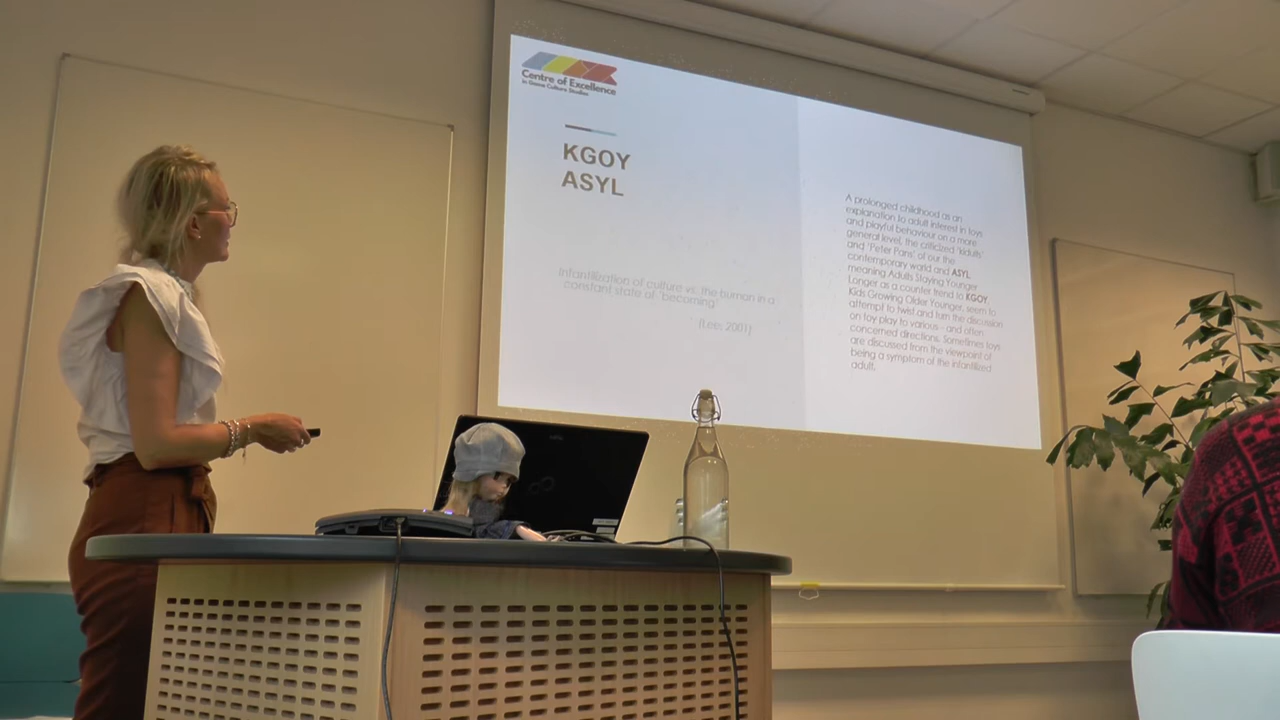 Centre of Excellence
in Game Culture Studies
KGOY
ASYL
Infantilization of culture vs. the human in a
constant state of 'becoming'
(Lee, 2001)
A prolonged childhood as an
explanation to adult interest in toys
and playful behaviour on a more
general level, the criticized 'kidults'
and 'Peter Pans' of our the
contemporary world and ASYL
meaning Adults Staying Younger
Longer as a counter trend to KGOY,
Kids Growing Older Younger, seem to
attempt to twist and turn the discussion
on toy play to various - and often
concerned directions. Sometimes toys
are discussed from the viewpoint of
being a symptom of the infantilized
adult.